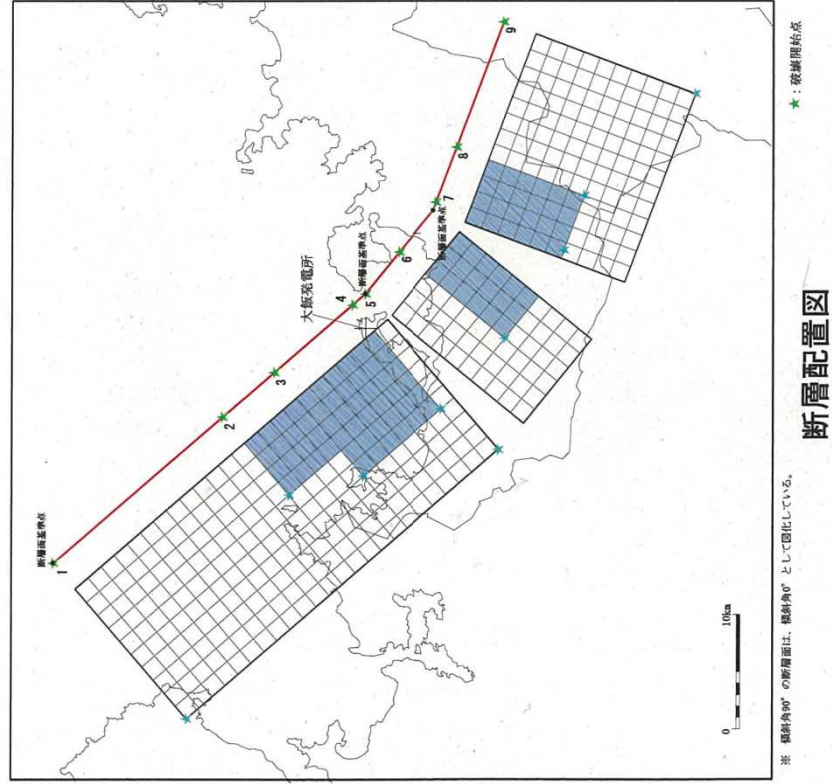 断層面基準点
1
2
3
大飯発電所
4
断層面基準点
5
6
断層面基準点
7
8
9
0 10km
★：破壊開始点
※ 傾斜角90°の断層面は、傾斜角0°として図化している。
断層配置図